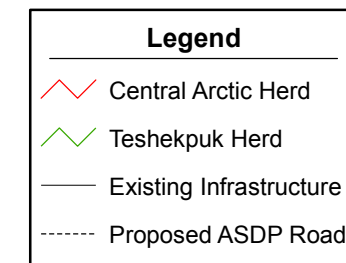 Legend
Central Arctic Herd
Teshekpuk Herd
Existing Infrastructure
Proposed ASDP Road